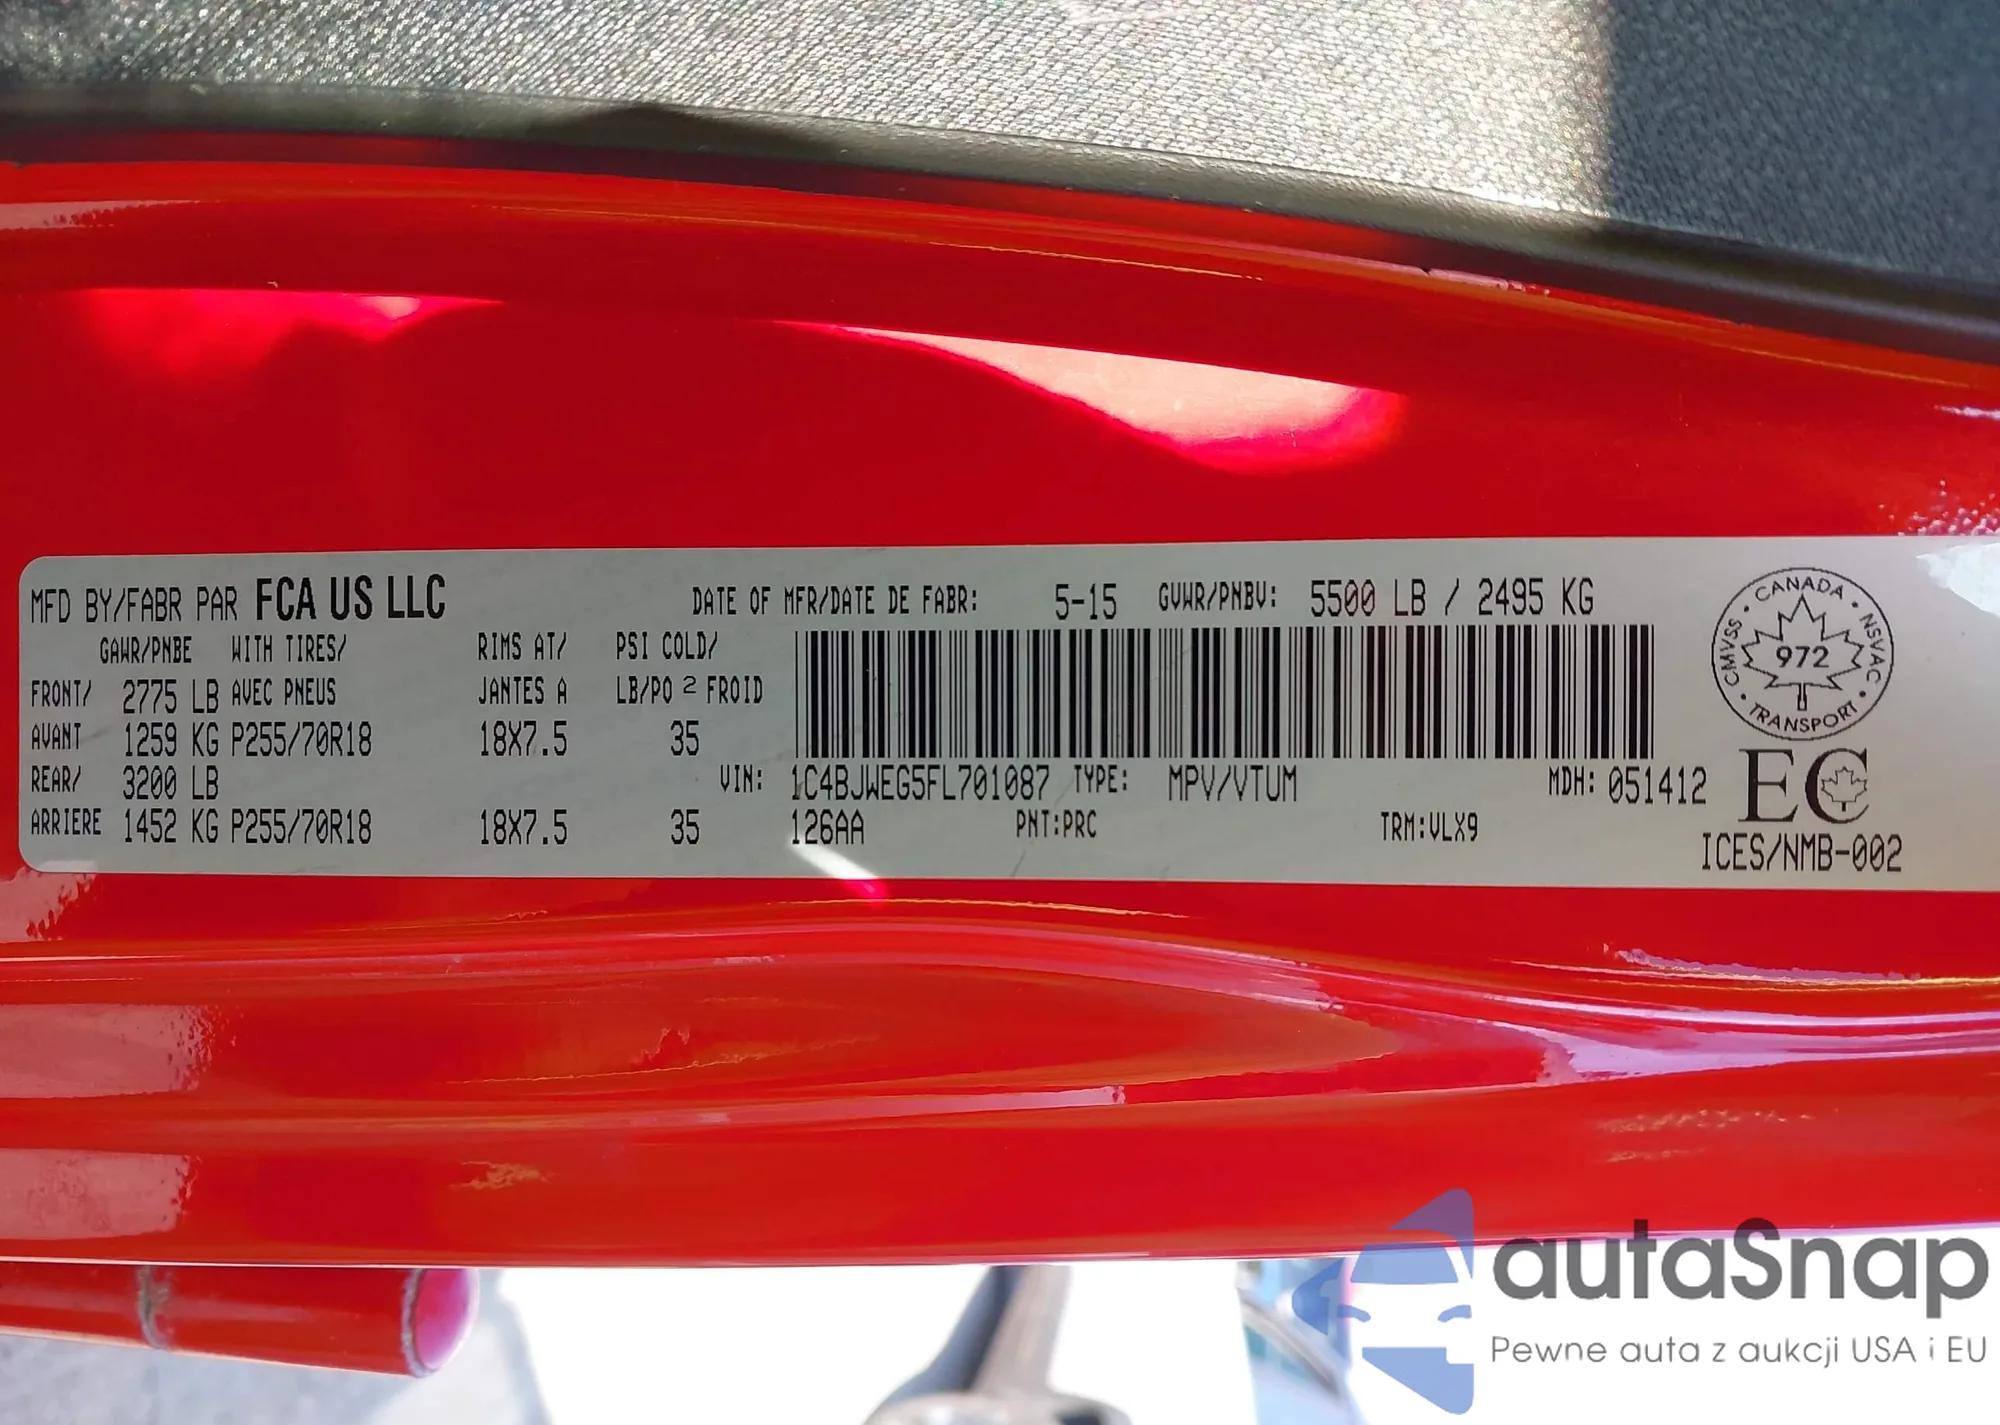 MFD BY/FABR PAR FCA US LLC DATE OF MFR/DATE DE FABR: 5-15 GVWR/PNBV: 5500 LB / 2495 KG
GAWR/PNBE WITH TIRES/ RIMS AT/ PSI COLD/
FRONT/ 2775 LB AVEC PNEUS JANTES A LB/PO 2 FROID
AVANT 1259 KG P255/70R18 18X7.5 35
REAR/ 3200 LB VIN: 1C4BJWEG5FL701087 TYPE: MPV/VTUM MDH: 051412
ARRIERE 1452 KG P255/70R18 18X7.5 35 126AA PNT:PRC TRM:VLX9
CANADA • NSVAC • TRANSPORT • CMVSS •
972
EC
ICES/NMB-002
autaSnap
Pewne auta z aukcji USA i EU